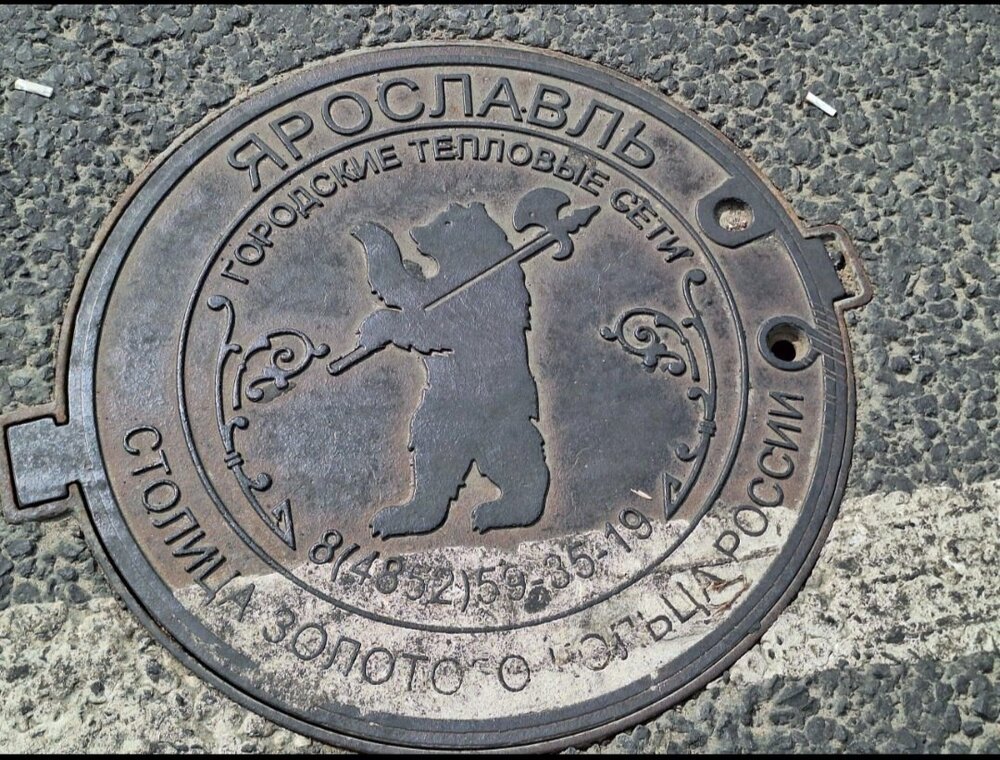 ЯРОСЛАВЛЬ
ГОРОДСКИЕ ТЕПЛОВЫЕ СЕТИ
8(4852)59-35-19
СТОЛИЦА ЗОЛОТОГО КОЛЬЦА РОССИИ